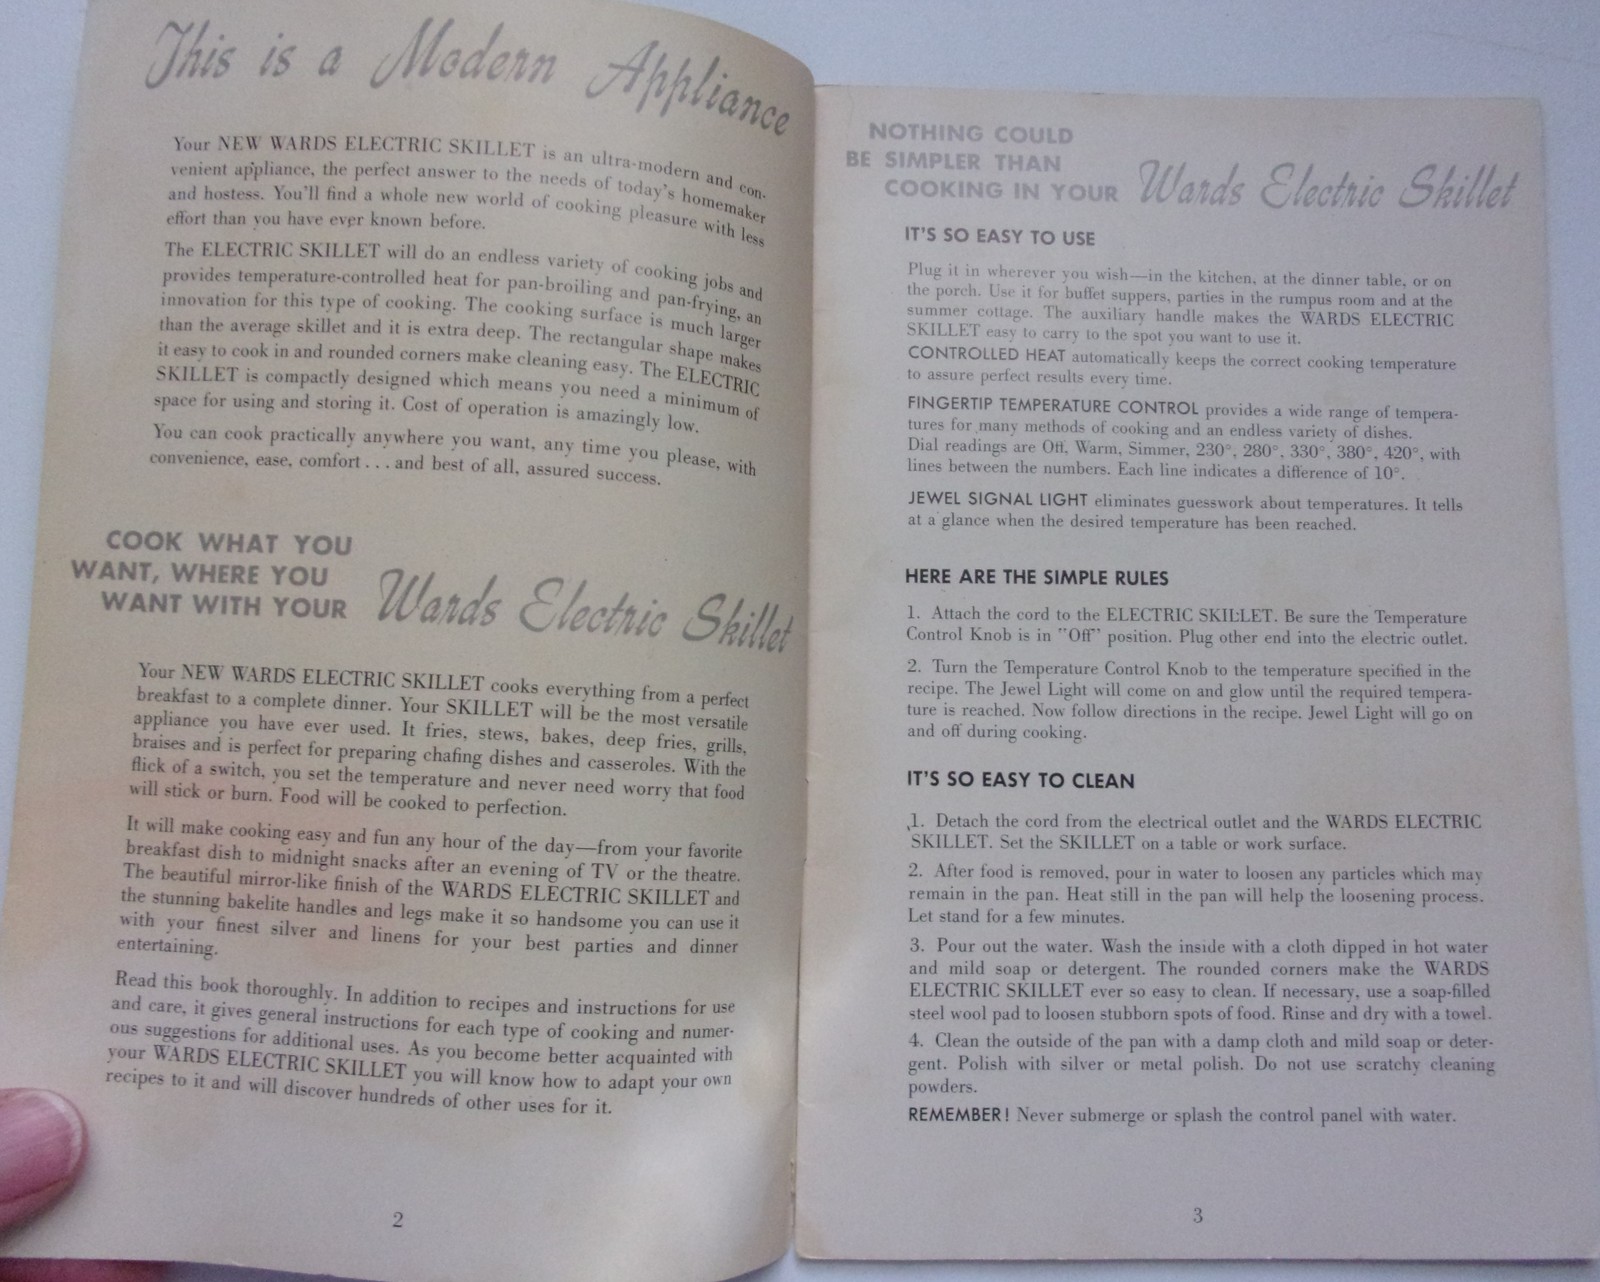 This is a Modern Appliance
Your NEW WARDS ELECTRIC SKILLET is an ultra-modern and con-
venient appliance, the perfect answer to the needs of today's homemaker
and hostess. You'll find a whole new world of cooking pleasure with less
effort than you have ever known before.
The ELECTRIC SKILLET will do an endless variety of cooking jobs and
provides temperature-controlled heat for pan-broiling and pan-frying, an
innovation for this type of cooking. The cooking surface is much larger
than the average skillet and it is extra deep. The rectangular shape makes
it easy to cook in and rounded corners make cleaning easy. The ELECTRIC
SKILLET is compactly designed which means you need a minimum of
space for using and storing it. Cost of operation is amazingly low.
You can cook practically anywhere you want, any time you please, with
convenience, ease, comfort . . . and best of all, assured success.
COOK WHAT YOU
WANT, WHERE YOU
WANT WITH YOUR Wards Electric Skillet
Your NEW WARDS ELECTRIC SKILLET cooks everything from a perfect
breakfast to a complete dinner. Your SKILLET will be the most versatile
appliance you have ever used. It fries, stews, bakes, deep fries, grills,
braises and is perfect for preparing chafing dishes and casseroles. With the
flick of a switch, you set the temperature and never need worry that food
will stick or burn. Food will be cooked to perfection.
It will make cooking easy and fun any hour of the day—from your favorite
breakfast dish to midnight snacks after an evening of TV or the theatre.
The beautiful mirror-like finish of the WARDS ELECTRIC SKILLET and
the stunning bakelite handles and legs make it so handsome you can use it
with your finest silver and linens for your best parties and dinner
entertaining.
Read this book thoroughly. In addition to recipes and instructions for use
and care, it gives general instructions for each type of cooking and numer-
ous suggestions for additional uses. As you become better acquainted with
your WARDS ELECTRIC SKILLET you will know how to adapt your own
recipes to it and will discover hundreds of other uses for it.
2
NOTHING COULD
BE SIMPLER THAN
COOKING IN YOUR Wards Electric Skillet
IT'S SO EASY TO USE
Plug it in wherever you wish—in the kitchen, at the dinner table, or on
the porch. Use it for buffet suppers, parties in the rumpus room and at the
summer cottage. The auxiliary handle makes the WARDS ELECTRIC
SKILLET easy to carry to the spot you want to use it.
CONTROLLED HEAT automatically keeps the correct cooking temperature
to assure perfect results every time.
FINGERTIP TEMPERATURE CONTROL provides a wide range of tempera-
tures for many methods of cooking and an endless variety of dishes.
Dial readings are Off, Warm, Simmer, 230°, 280°, 330°, 380°, 420°, with
lines between the numbers. Each line indicates a difference of 10°.
JEWEL SIGNAL LIGHT eliminates guesswork about temperatures. It tells
at a glance when the desired temperature has been reached.
HERE ARE THE SIMPLE RULES
1. Attach the cord to the ELECTRIC SKILLET. Be sure the Temperature
Control Knob is in "Off" position. Plug other end into the electric outlet.
2. Turn the Temperature Control Knob to the temperature specified in the
recipe. The Jewel Light will come on and glow until the required tempera-
ture is reached. Now follow directions in the recipe. Jewel Light will go on
and off during cooking.
IT'S SO EASY TO CLEAN
1. Detach the cord from the electrical outlet and the WARDS ELECTRIC
SKILLET. Set the SKILLET on a table or work surface.
2. After food is removed, pour in water to loosen any particles which may
remain in the pan. Heat still in the pan will help the loosening process.
Let stand for a few minutes.
3. Pour out the water. Wash the inside with a cloth dipped in hot water
and mild soap or detergent. The rounded corners make the WARDS
ELECTRIC SKILLET ever so easy to clean. If necessary, use a soap-filled
steel wool pad to loosen stubborn spots of food. Rinse and dry with a towel.
4. Clean the outside of the pan with a damp cloth and mild soap or deter-
gent. Polish with silver or metal polish. Do not use scratchy cleaning
powders.
REMEMBER! Never submerge or splash the control panel with water.
3